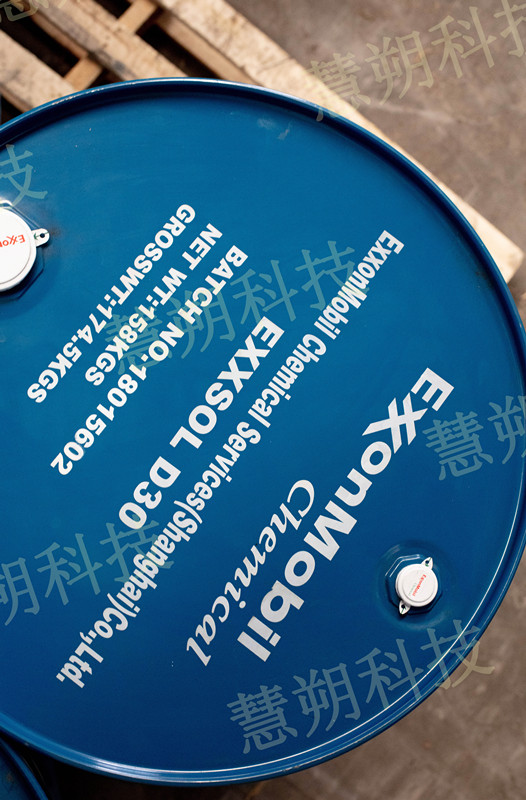 ExxonMobil
Chemical
ExxonMobil Chemical Services(Shanghai)Co.,Ltd.
EXXSOL D30
BATCH NO:18015602
NET WT:158KGS
GROSSWT:174.5KGS
慧朔科技
慧朔科技
慧朔科技
慧朔科技
慧朔